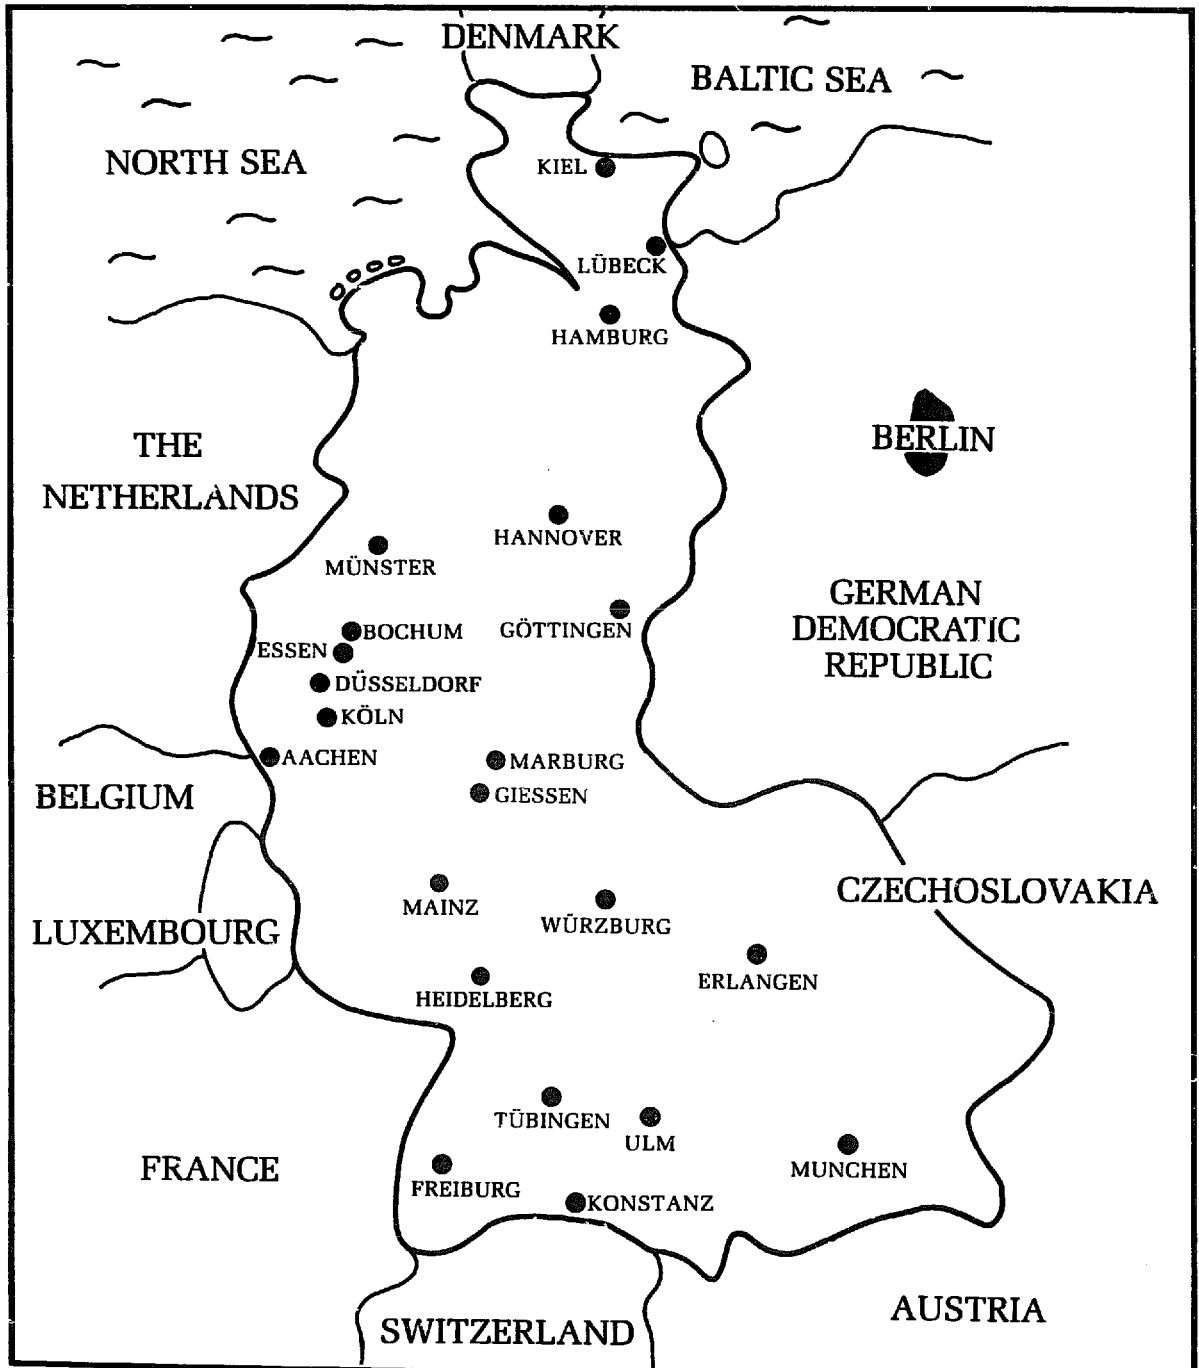 DENMARK
BALTIC SEA
NORTH SEA
KIEL
LÜBECK
HAMBURG
THE
NETHERLANDS
BERLIN
HANNOVER
MÜNSTER
GERMAN
DEMOCRATIC
REPUBLIC
BOCHUM
GÖTTINGEN
ESSEN
DÜSSELDORF
KÖLN
AACHEN
MARBURG
BELGIUM
GIESSEN
CZECHOSLOVAKIA
MAINZ
WÜRZBURG
LUXEMBOURG
ERLANGEN
HEIDELBERG
TÜBINGEN
ULM
FRANCE
MUNCHEN
FREIBURG
KONSTANZ
AUSTRIA
SWITZERLAND